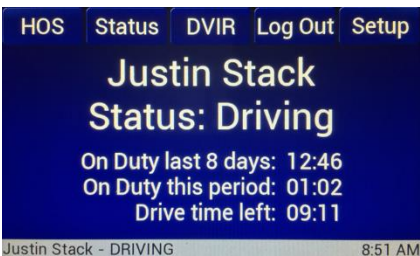 HOS Status DVIR Log Out Setup
Justin Stack
Status: Driving
On Duty last 8 days: 12:46
On Duty this period: 01:02
Drive time left: 09:11
Justin Stack - DRIVING 8:51 AM